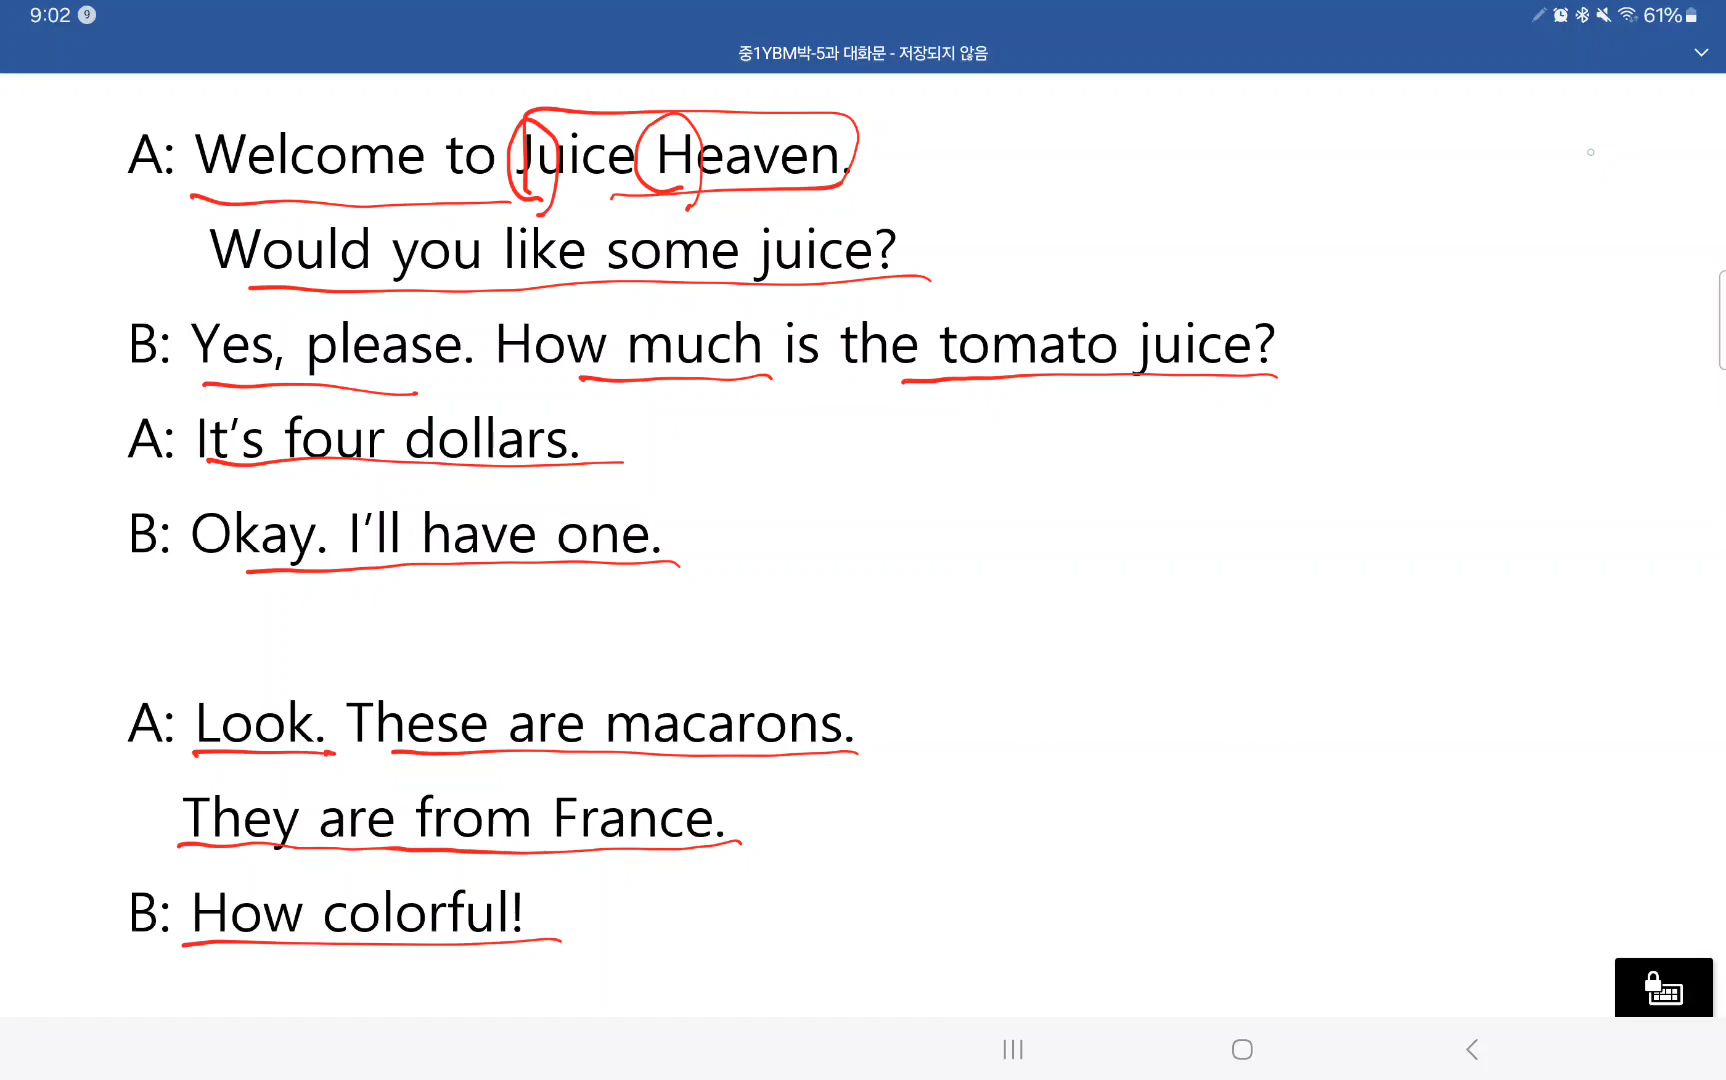 9:02 9 61%
중1YBM박-5과 대화문 - 저장되지 않음
A: Welcome to Juice Heaven.
Would you like some juice?
B: Yes, please. How much is the tomato juice?
A: It’s four dollars.
B: Okay. I’ll have one.
A: Look. These are macarons.
They are from France.
B: How colorful!